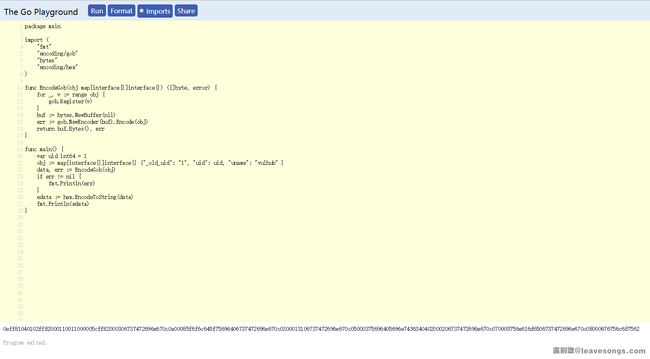 The Go Playground
Run Format Imports Share
package main
import (
"fmt"
"encoding/gob"
"bytes"
"encoding/hex"
)
func EncodeGob(obj map[interface{}]interface{}) ([]byte, error) {
for _, v := range obj {
gob.Register(v)
}
buf := bytes.NewBuffer(nil)
err := gob.NewEncoder(buf).Encode(obj)
return buf.Bytes(), err
}
func main() {
var uid int64 = 1
obj := map[interface{}]interface{} {"_old_uid": "1", "uid": uid, "uname": "vulhub" }
data, err := EncodeGob(obj)
if err != nil {
fmt.Println(err)
}
edata := hex.EncodeToString(data)
fmt.Println(edata)
}
Program exited.
离别歌@leavesongs.com